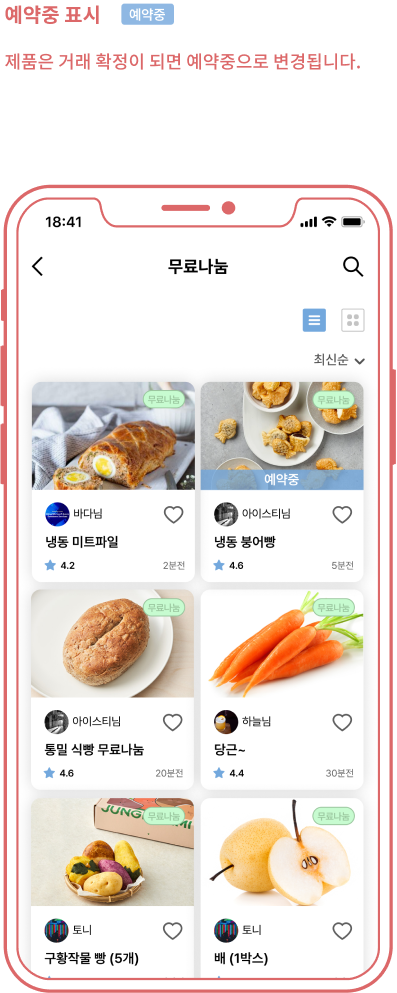 예약중 표시 예약중
제품은 거래 확정이 되면 예약중으로 변경됩니다.
18:41
무료나눔
최신순
무료나눔 무료나눔
예약중
바다님 아이스티님
냉동 미트파일 냉동 붕어빵
4.2 2분전 4.6 5분전
무료나눔 무료나눔
아이스티님 하늘님
통밀 식빵 무료나눔 당근~
4.6 20분전 4.4 30분전
무료나눔 무료나눔
토니 토니
구황작물 빵 (5개) 배 (1박스)